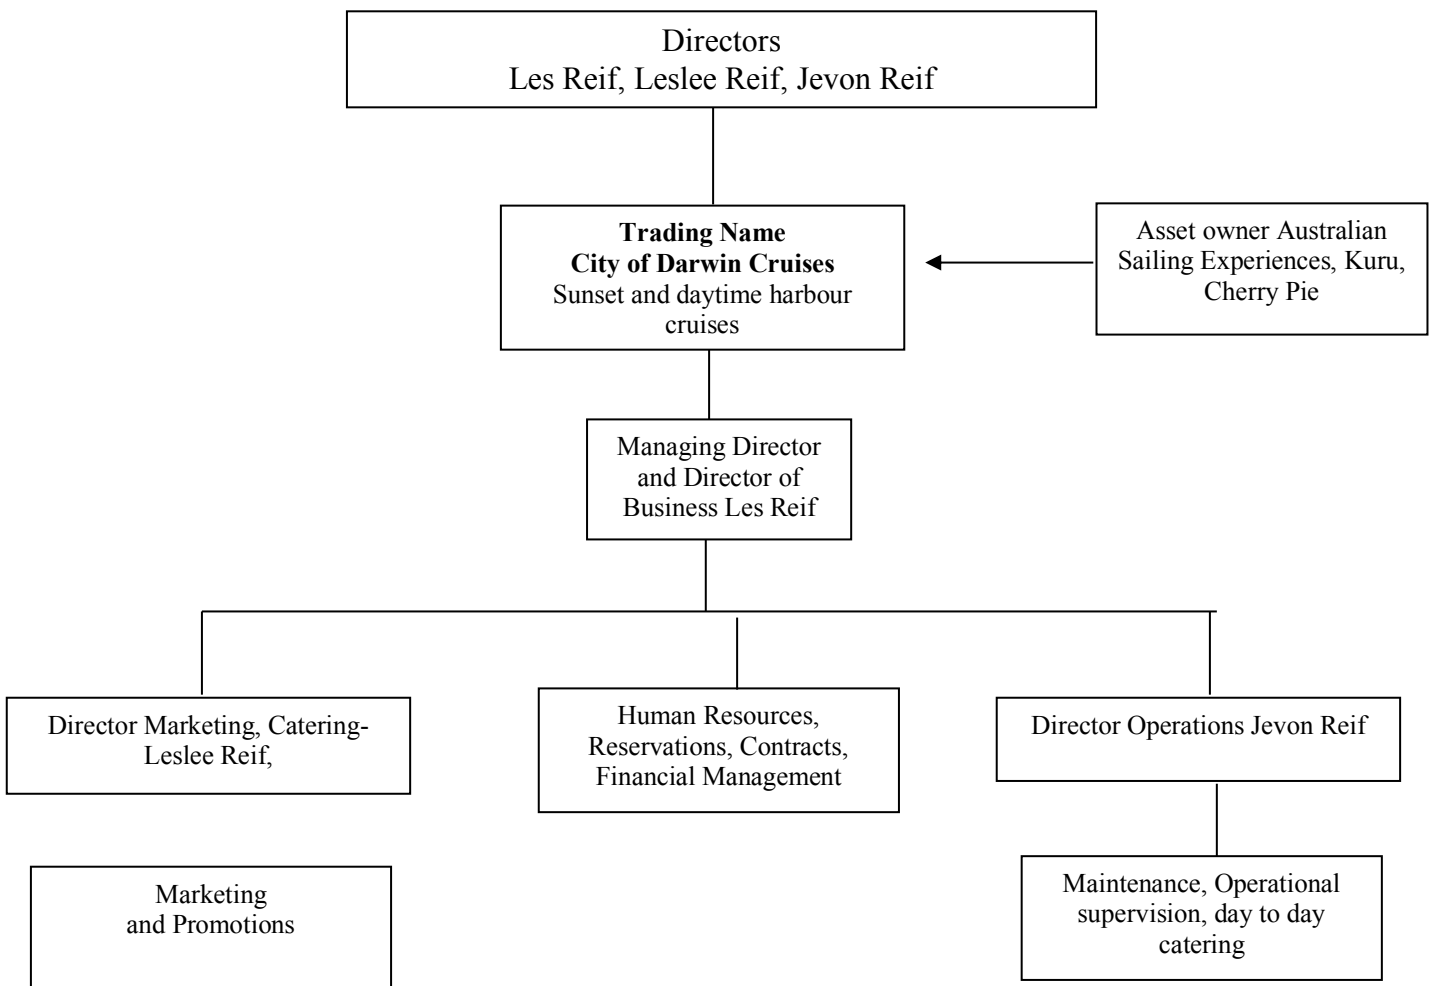 Directors
Les Reif, Leslee Reif, Jevon Reif
Trading Name
City of Darwin Cruises
Sunset and daytime harbour
cruises
Asset owner Australian
Sailing Experiences, Kuru,
Cherry Pie
Managing Director
and Director of
Business Les Reif
Director Marketing, Catering-
Leslee Reif,
Human Resources,
Reservations, Contracts,
Financial Management
Director Operations Jevon Reif
Marketing
and Promotions
Maintenance, Operational
supervision, day to day
catering